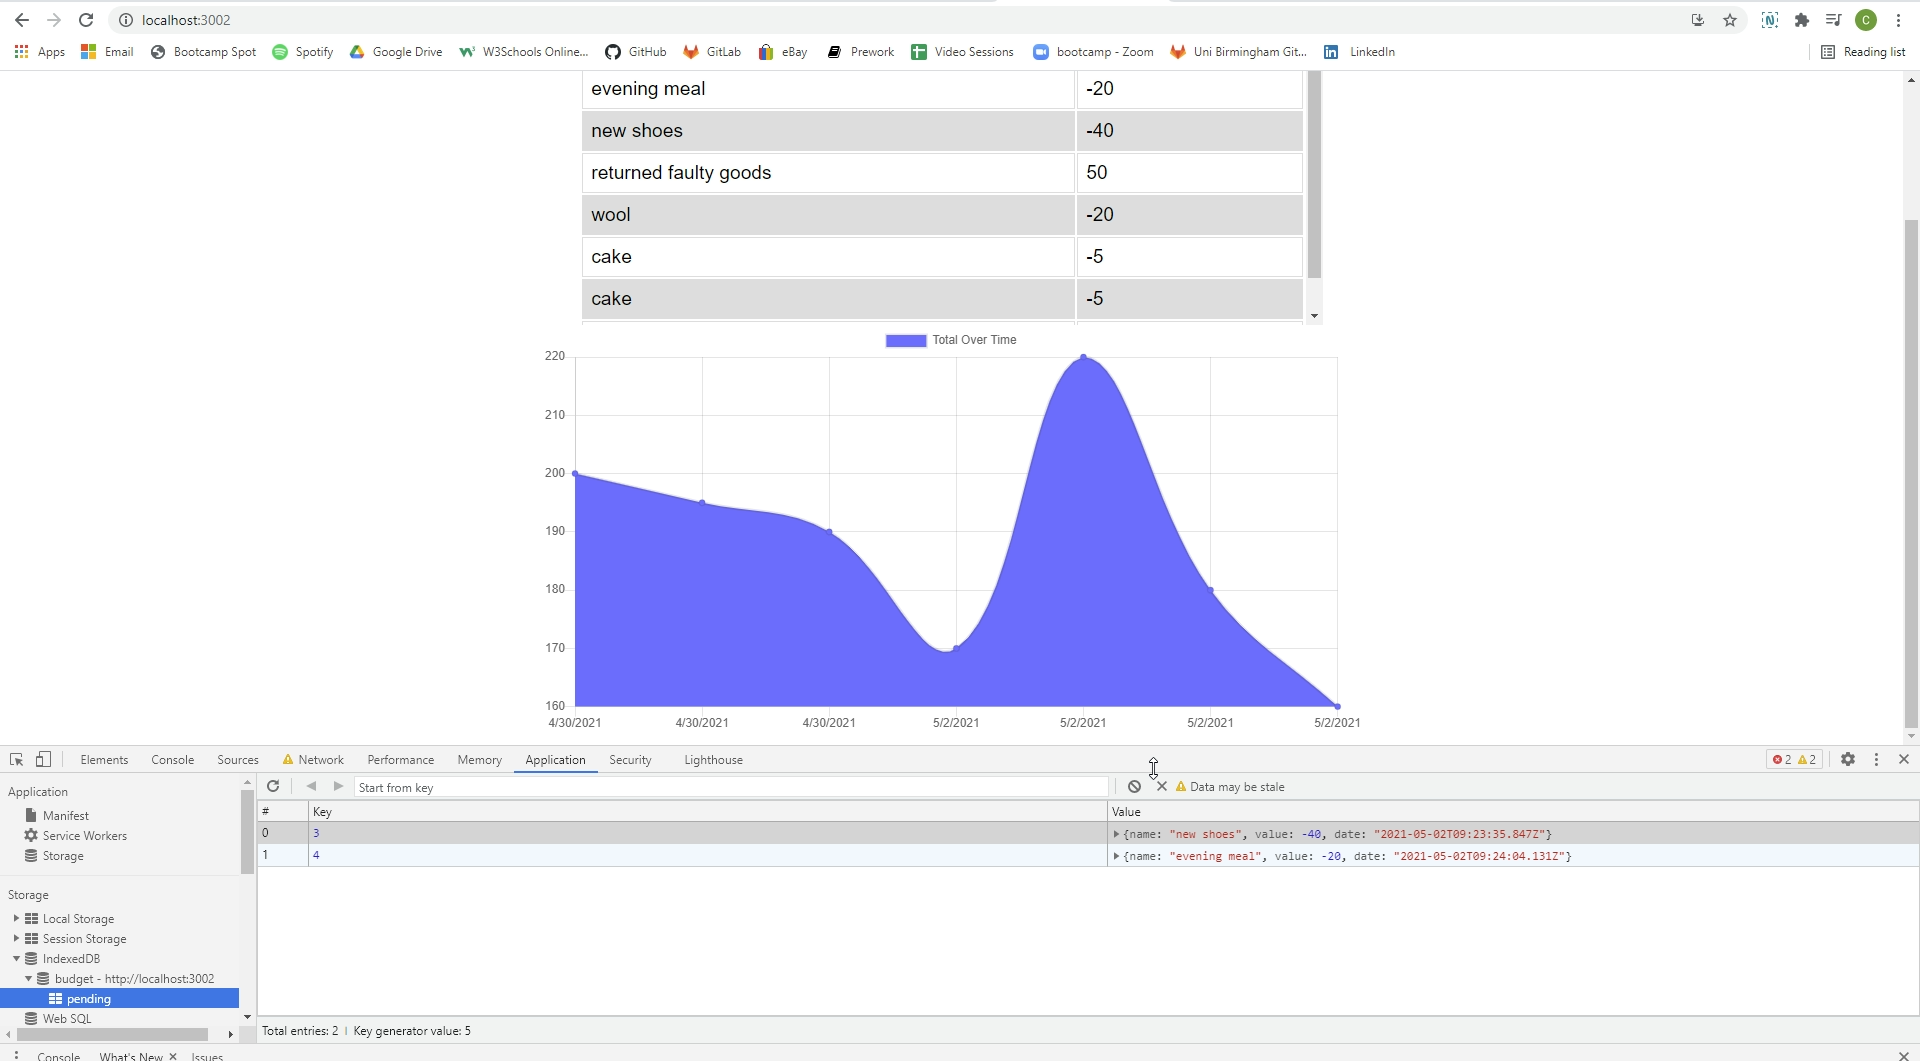 localhost:3002
Apps Email Bootcamp Spot Spotify Google Drive W3Schools Online... GitHub GitLab eBay Prework Video Sessions bootcamp - Zoom Uni Birmingham Git... LinkedIn Reading list
evening meal -20
new shoes -40
returned faulty goods 50
wool -20
cake -5
cake -5
Total Over Time
220
210
200
190
180
170
160
4/30/2021 4/30/2021 4/30/2021 5/2/2021 5/2/2021 5/2/2021 5/2/2021
Elements Console Sources Network Performance Memory Application Security Lighthouse 2 2
Application
Manifest
Service Workers
Storage
Storage
Local Storage
Session Storage
IndexedDB
budget - http://localhost:3002
pending
Web SQL
Start from key Data may be stale
# Key Value
0 3 {name: "new shoes", value: -40, date: "2021-05-02T09:23:35.847Z"}
1 4 {name: "evening meal", value: -20, date: "2021-05-02T09:24:04.131Z"}
Total entries: 2 | Key generator value: 5
Console What's New Issues